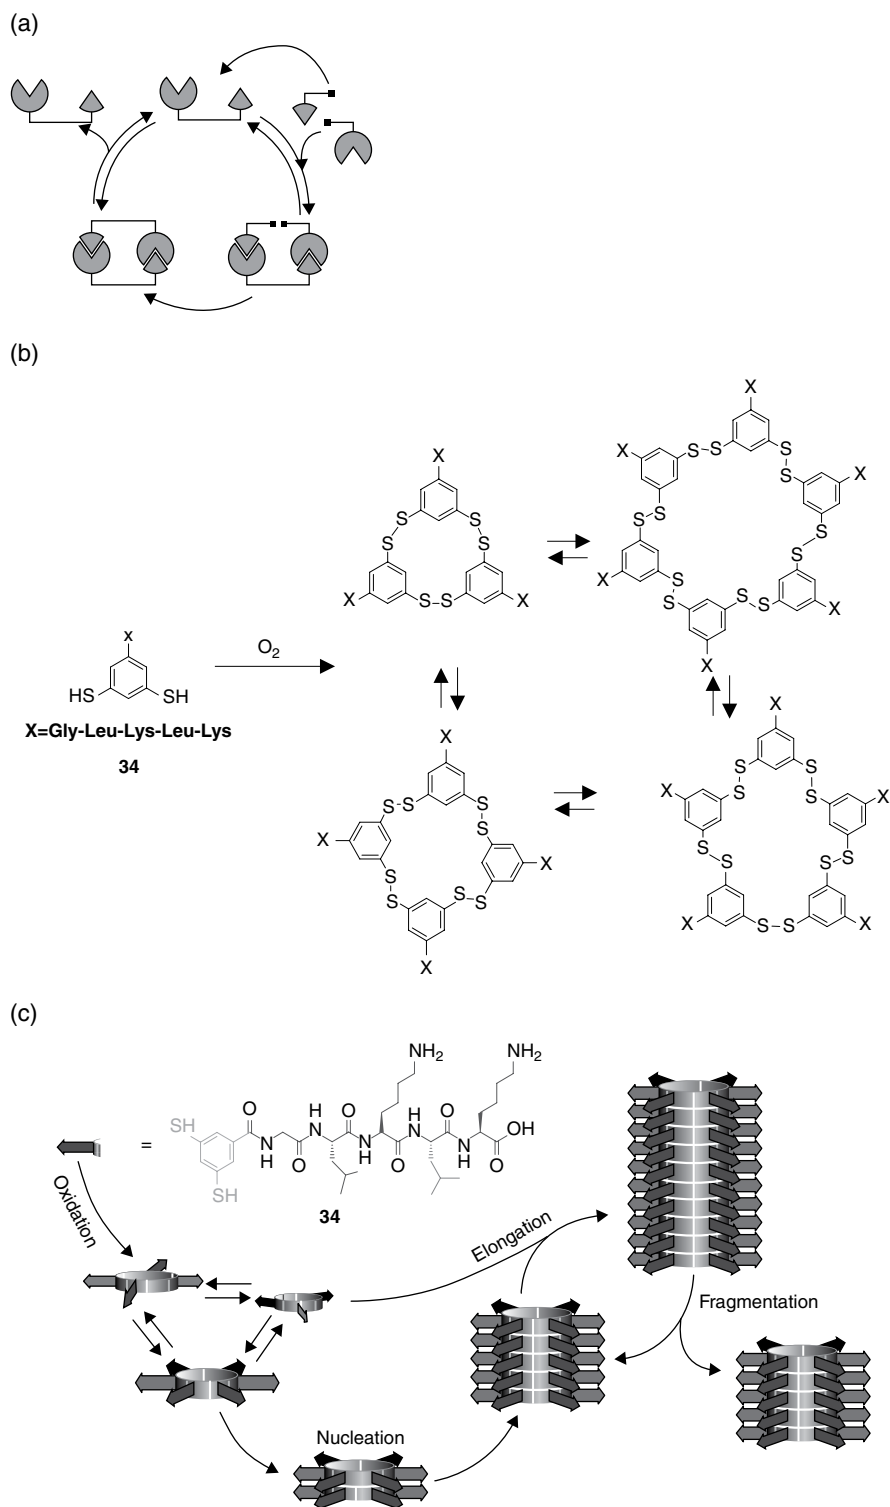 (a)
(b)
X
X
S–S
X
S
S
X
X
S
S
S
S
S
S
S
S
X
S–S
X
X
S
S
S–S
X
X
O2
x
HS
SH
X=Gly-Leu-Lys-Leu-Lys
34
X
X
S–S
S
S
X
X
S
S
S–S
X
X
S
S
S
S
X
X
S
S
S
S
X
S–S
X
(c)
NH2
NH2
SH
O
H
N
O
H
N
O
OH
=
N
H
O
N
H
O
N
H
O
SH
34
Oxidation
Elongation
Fragmentation
Nucleation